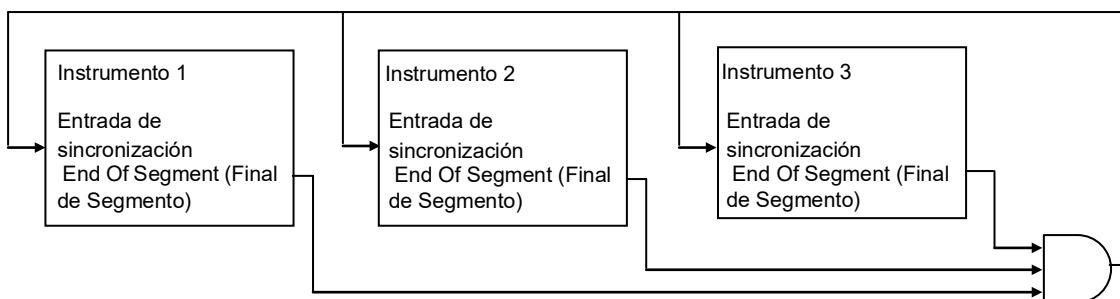 Instrumento 1
Entrada de
sincronización
End Of Segment (Final
de Segmento)
Instrumento 2
Entrada de
sincronización
End Of Segment (Final
de Segmento)
Instrumento 3
Entrada de
sincronización
End Of Segment (Final
de Segmento)